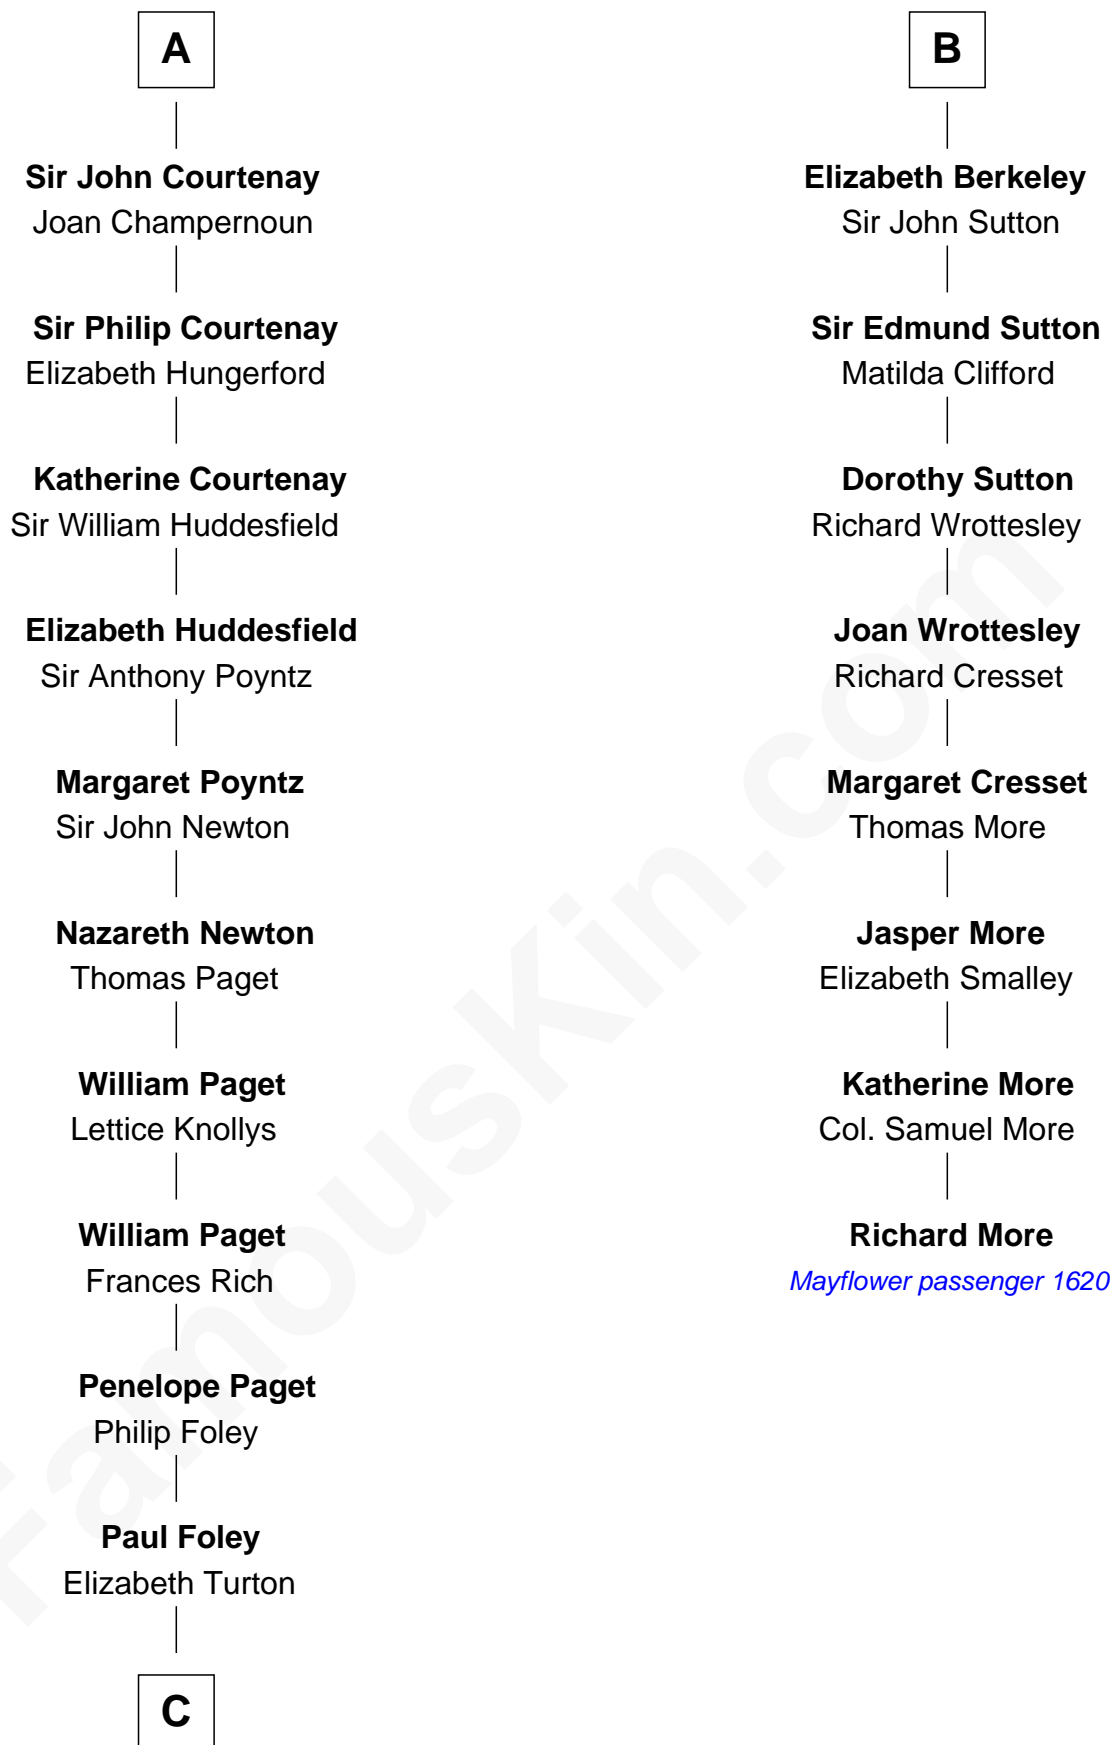 A
Sir John Courtenay
Joan Champernoun
Sir Philip Courtenay
Elizabeth Hungerford
Katherine Courtenay
Sir William Huddesfield
Elizabeth Huddesfield
Sir Anthony Poyntz
Margaret Poyntz
Sir John Newton
Nazareth Newton
Thomas Paget
William Paget
Lettice Knollys
William Paget
Frances Rich
Penelope Paget
Philip Foley
Paul Foley
Elizabeth Turton
C
B
Elizabeth Berkeley
Sir John Sutton
Sir Edmund Sutton
Matilda Clifford
Dorothy Sutton
Richard Wrottesley
Joan Wrottesley
Richard Cresset
Margaret Cresset
Thomas More
Jasper More
Elizabeth Smalley
Katherine More
Col. Samuel More
Richard More
Mayflower passenger 1620
FamousKin.com